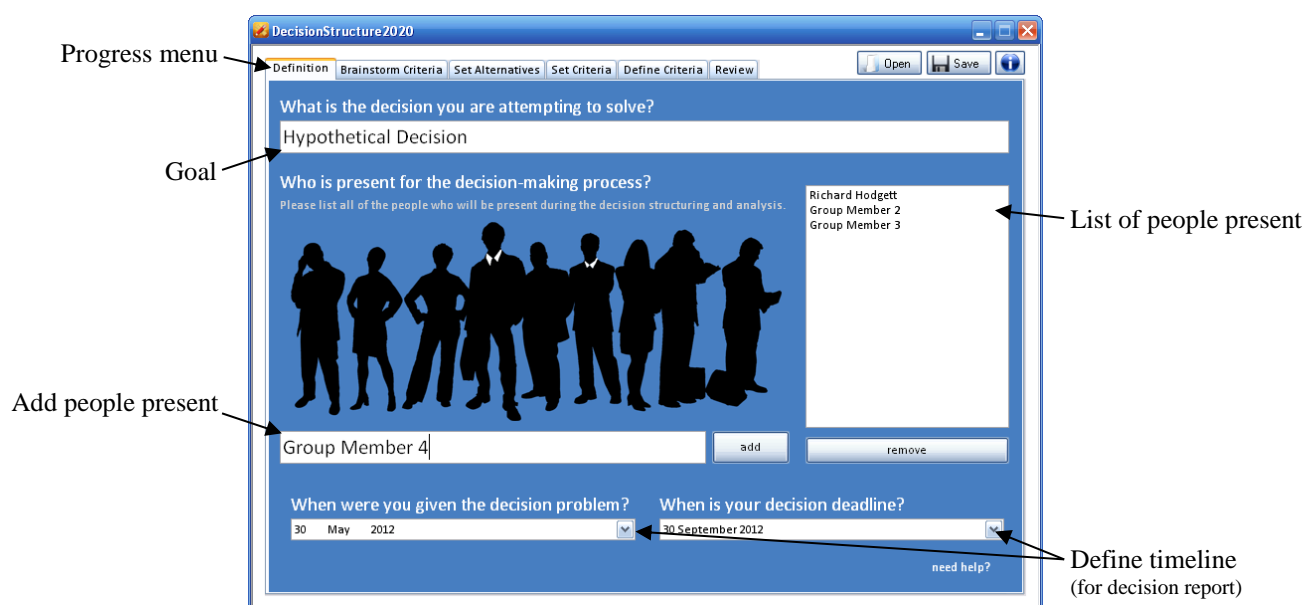 DecisionStructure2020
Progress menu
Definition Brainstorm Criteria Set Alternatives Set Criteria Define Criteria Review Open Save
What is the decision you are attempting to solve?
Hypothetical Decision
Goal
Who is present for the decision-making process?
Please list all of the people who will be present during the decision structuring and analysis.
Richard Hodgett
Group Member 2
Group Member 3
List of people present
Add people present
Group Member 4
add
remove
When were you given the decision problem? When is your decision deadline?
30 May 2012 30 September 2012
Define timeline
(for decision report)
need help?